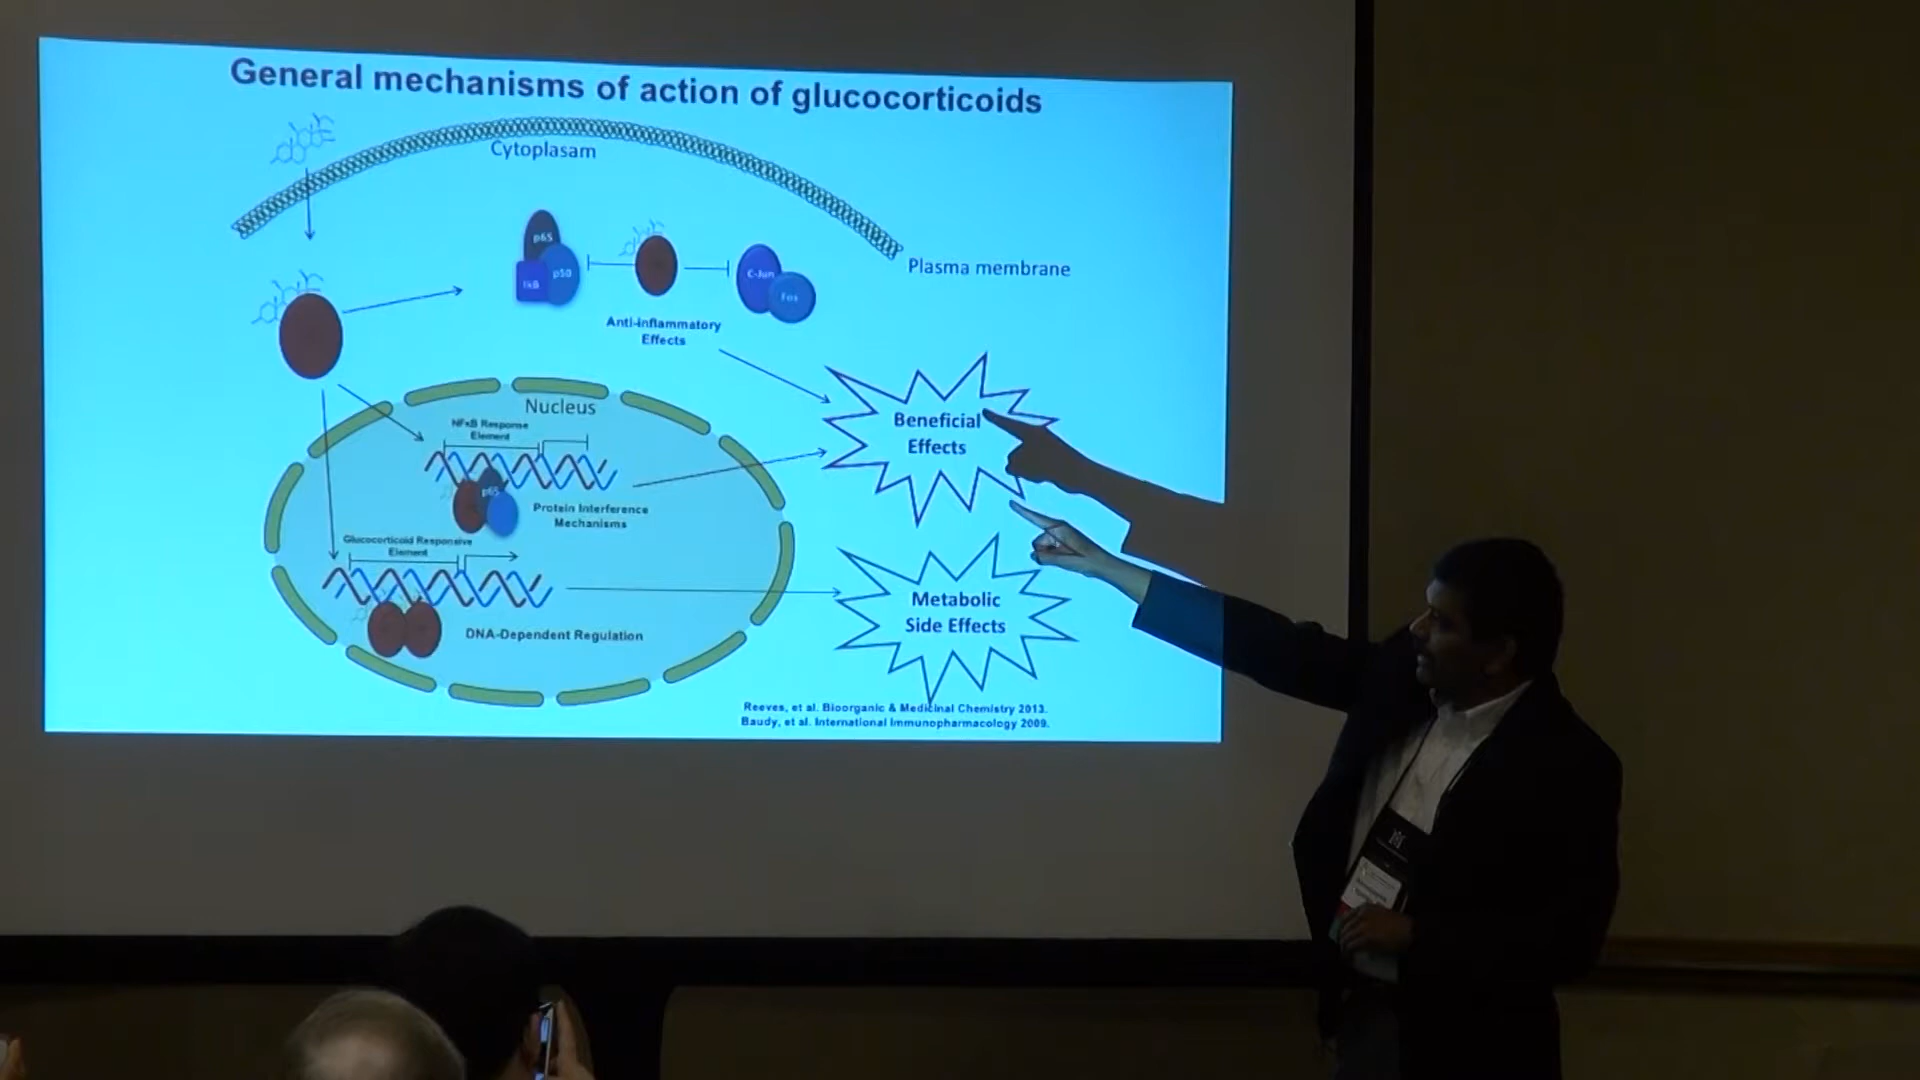 General mechanisms of action of glucocorticoids
Cytoplasam
p65
p50
IκB
C-Jun
Fos
Plasma membrane
Anti-inflammatory
Effects
Nucleus
NFκB Response
Element
p65
Protein Interference
Mechanisms
Beneficial
Effects
Glucocorticoid Responsive
Element
DNA-Dependent Regulation
Metabolic
Side Effects
Reeves, et al. Bioorganic & Medicinal Chemistry 2013.
Baudy, et al. International Immunopharmacology 2009.